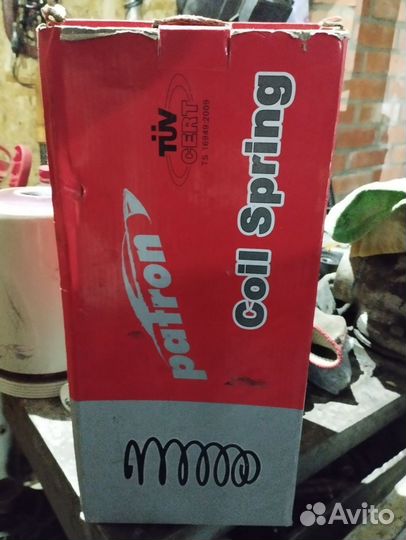 TÜV
CERT
TS 16949:2009
patron
Coil Spring
Avito